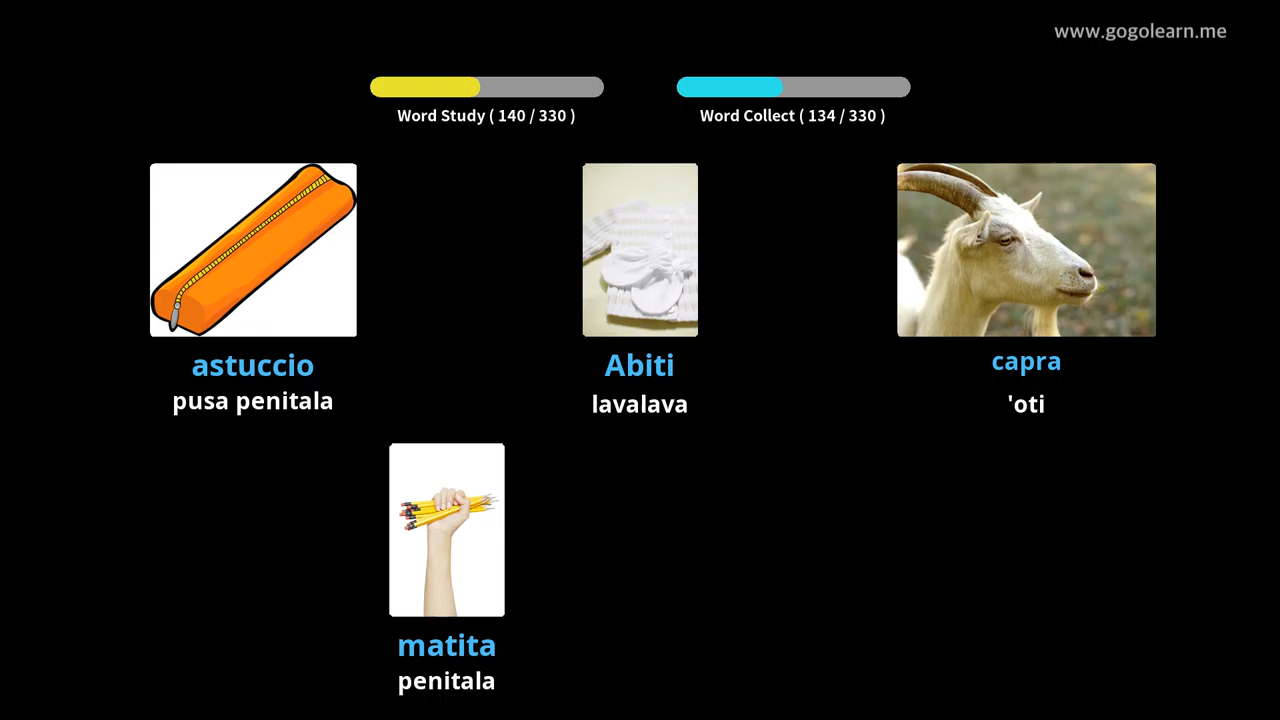 www.gogolearn.me
Word Study ( 140 / 330 )
Word Collect ( 134 / 330 )
astuccio
pusa penitala
Abiti
lavalava
capra
'oti
matita
penitala